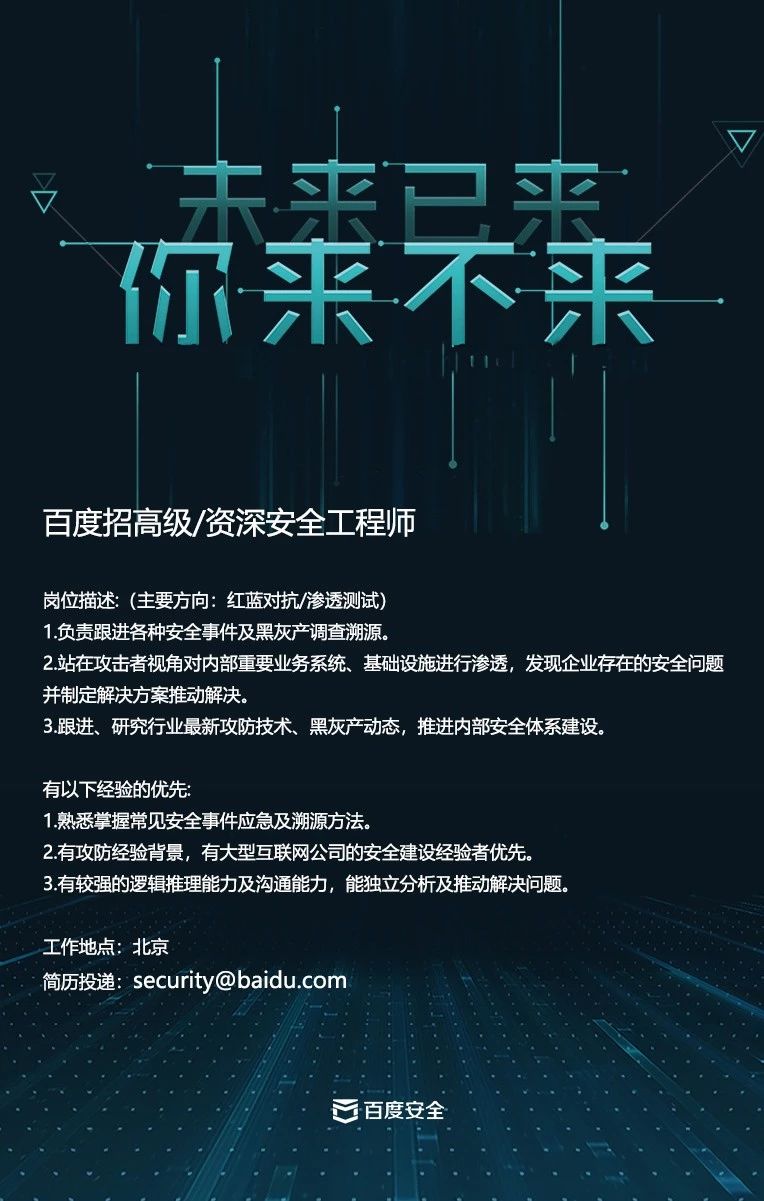 未来已来
你来不来
百度招高级/资深安全工程师
岗位描述:（主要方向：红蓝对抗/渗透测试）
1.负责跟进各种安全事件及黑灰产调查溯源。
2.站在攻击者视角对内部重要业务系统、基础设施进行渗透，发现企业存在的安全问题
并制定解决方案推动解决。
3.跟进、研究行业最新攻防技术、黑灰产动态，推进内部安全体系建设。
有以下经验的优先:
1.熟悉掌握常见安全事件应急及溯源方法。
2.有攻防经验背景，有大型互联网公司的安全建设经验者优先。
3.有较强的逻辑推理能力及沟通能力，能独立分析及推动解决问题。
工作地点：北京
简历投递：security@baidu.com
百度安全